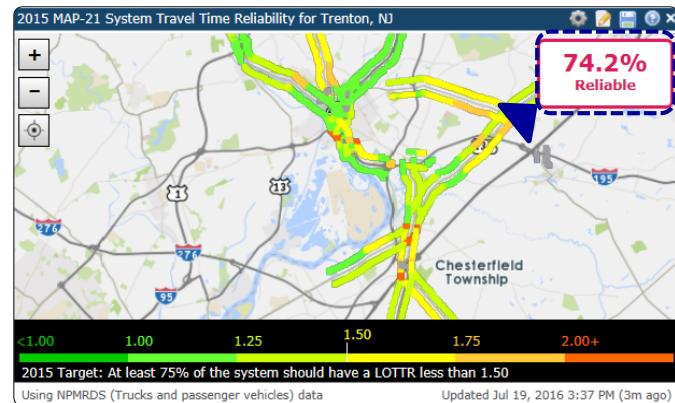 2015 MAP-21 System Travel Time Reliability for Trenton, NJ
74.2%
Reliable
+
−
1
13
195
276
276
95
Chesterfield
Township
<1.00 1.00 1.25 1.50 1.75 2.00+
2015 Target: At least 75% of the system should have a LOTTR less than 1.50
Using NPMRDS (Trucks and passenger vehicles) data Updated Jul 19, 2016 3:37 PM (3m ago)